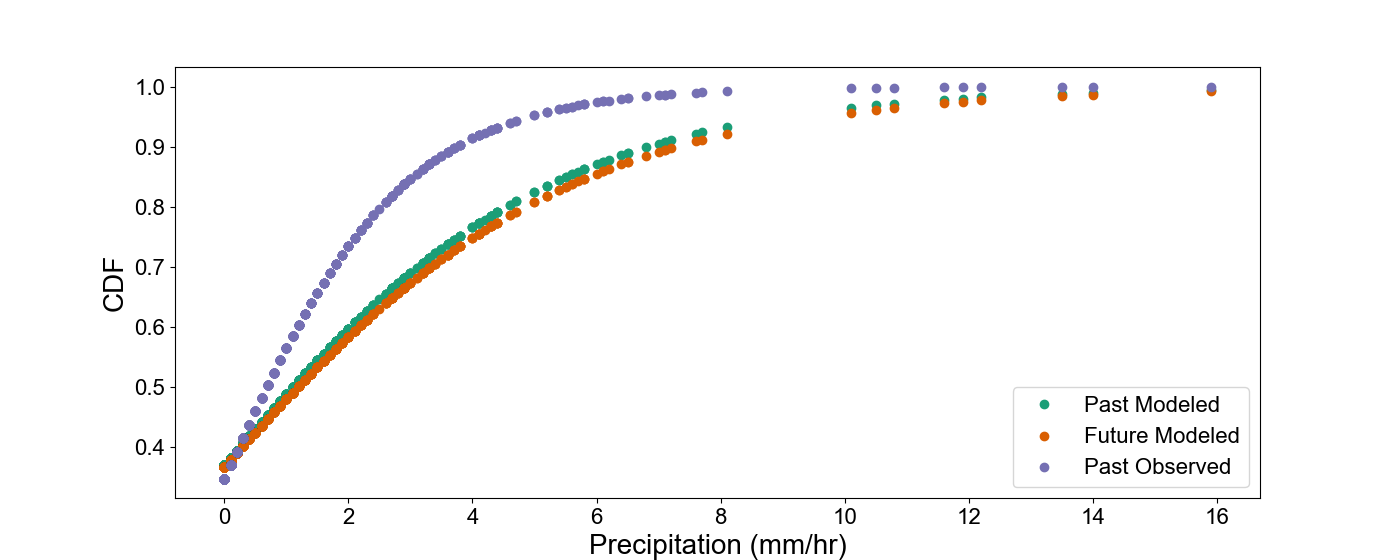 1.0
0.9
0.8
0.7
0.6
0.5
0.4
CDF
0 2 4 6 8 10 12 14 16
Precipitation (mm/hr)
Past Modeled
Future Modeled
Past Observed